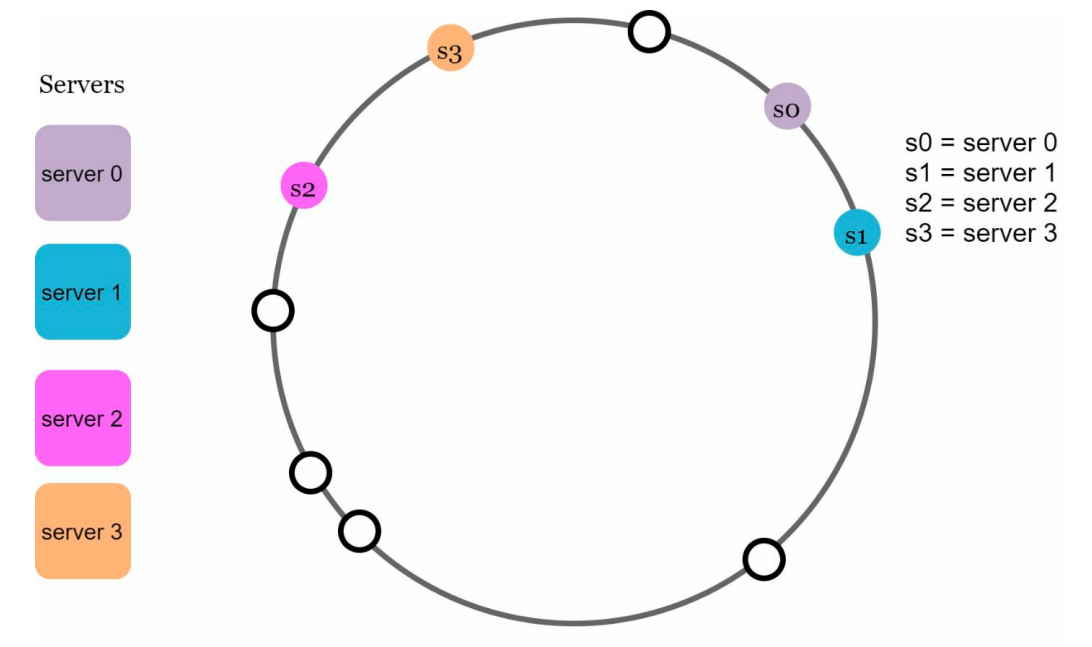 Servers
server 0
server 1
server 2
server 3
s3
s0
s2
s1
s0 = server 0
s1 = server 1
s2 = server 2
s3 = server 3